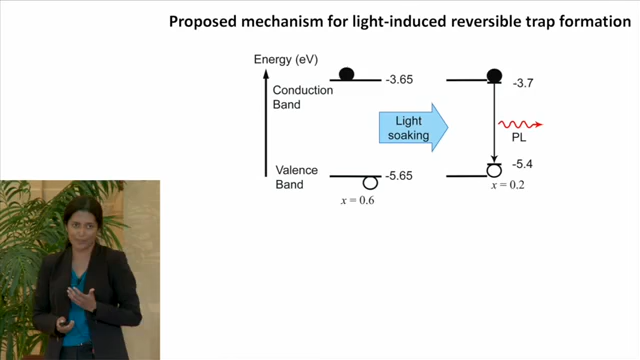 Proposed mechanism for light-induced reversible trap formation
Energy (eV)
-3.65
-3.7
Conduction
Band
Light
soaking
PL
Valence
Band
-5.65
-5.4
x = 0.6
x = 0.2